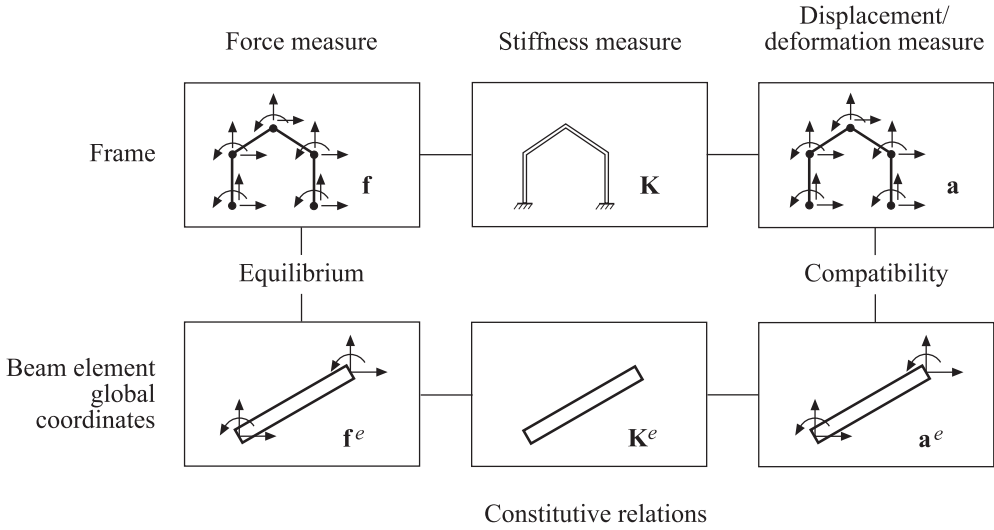 Force measure
Stiffness measure
Displacement/
deformation measure
Frame
f
K
a
Equilibrium
Compatibility
Beam element
global
coordinates
f e
K e
a e
Constitutive relations